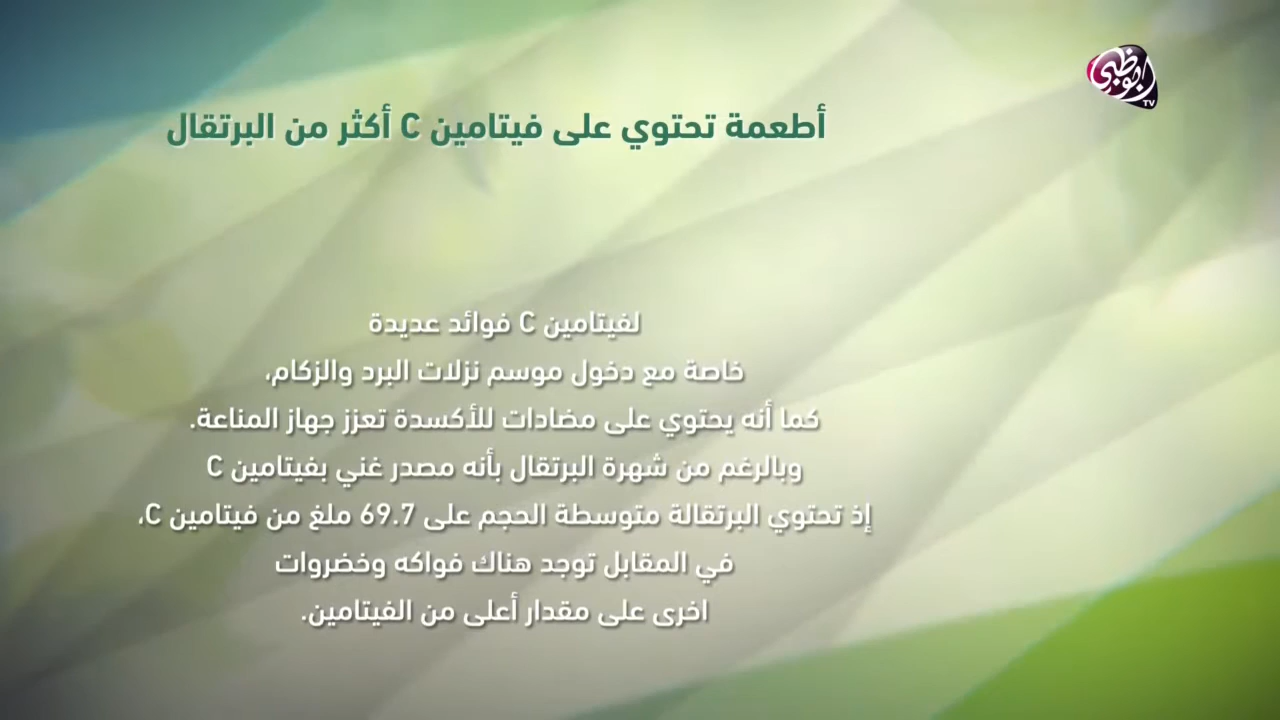 أبوظبي
TV
أطعمة تحتوي على فيتامين C أكثر من البرتقال
لفيتامين C فوائد عديدة
خاصة مع دخول موسم نزلات البرد والزكام،
كما أنه يحتوي على مضادات للأكسدة تعزز جهاز المناعة.
وبالرغم من شهرة البرتقال بأنه مصدر غني بفيتامين C
إذ تحتوي البرتقالة متوسطة الحجم على 69.7 ملغ من فيتامين C،
في المقابل توجد هناك فواكه وخضروات
اخرى على مقدار أعلى من الفيتامين.